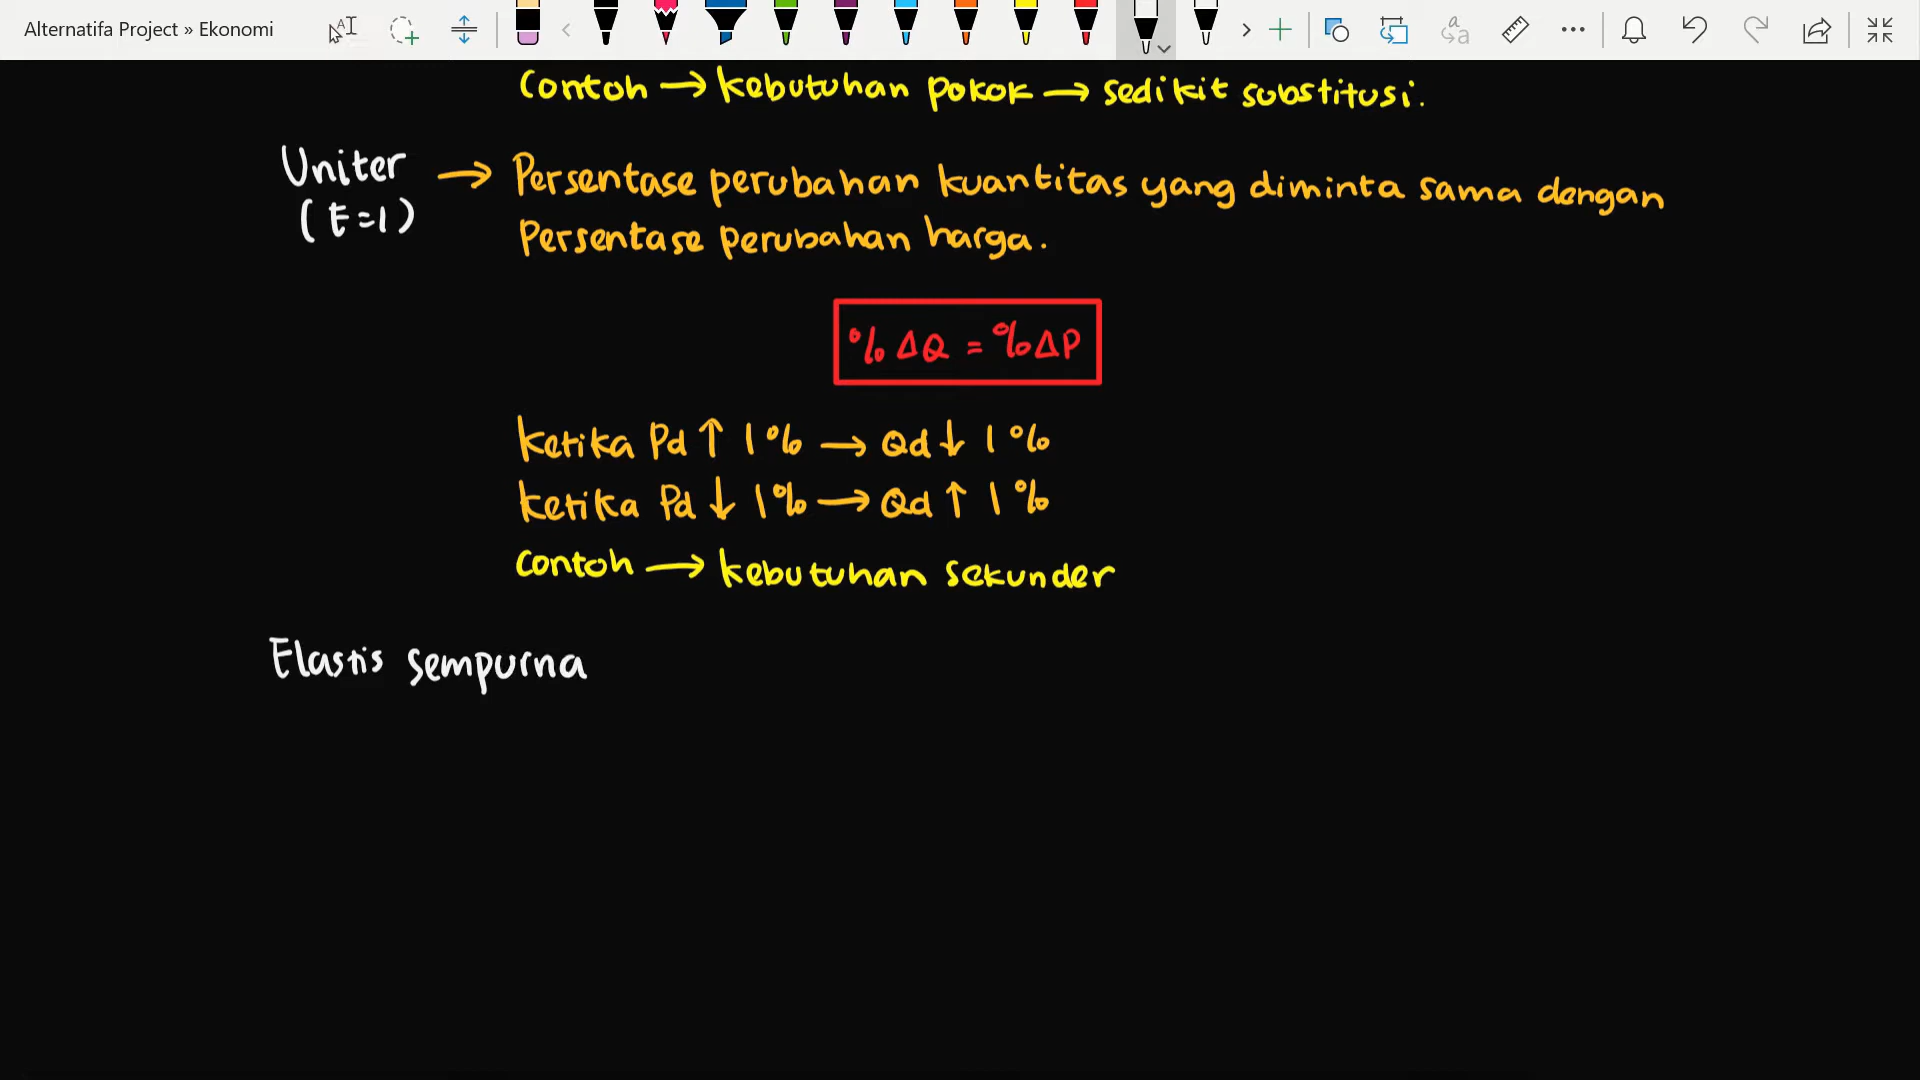 Alternatifa Project » Ekonomi
Contoh → kebutuhan pokok → sedikit substitusi.
Uniter → Persentase perubahan kuantitas yang diminta sama dengan
(E=1) Persentase perubahan harga.
% ΔQ = % ΔP
Ketika Pd ↑ 1 % → Qd ↓ 1 %
Ketika Pd ↓ 1 % → Qd ↑ 1 %
Contoh → kebutuhan sekunder
Elastis sempurna